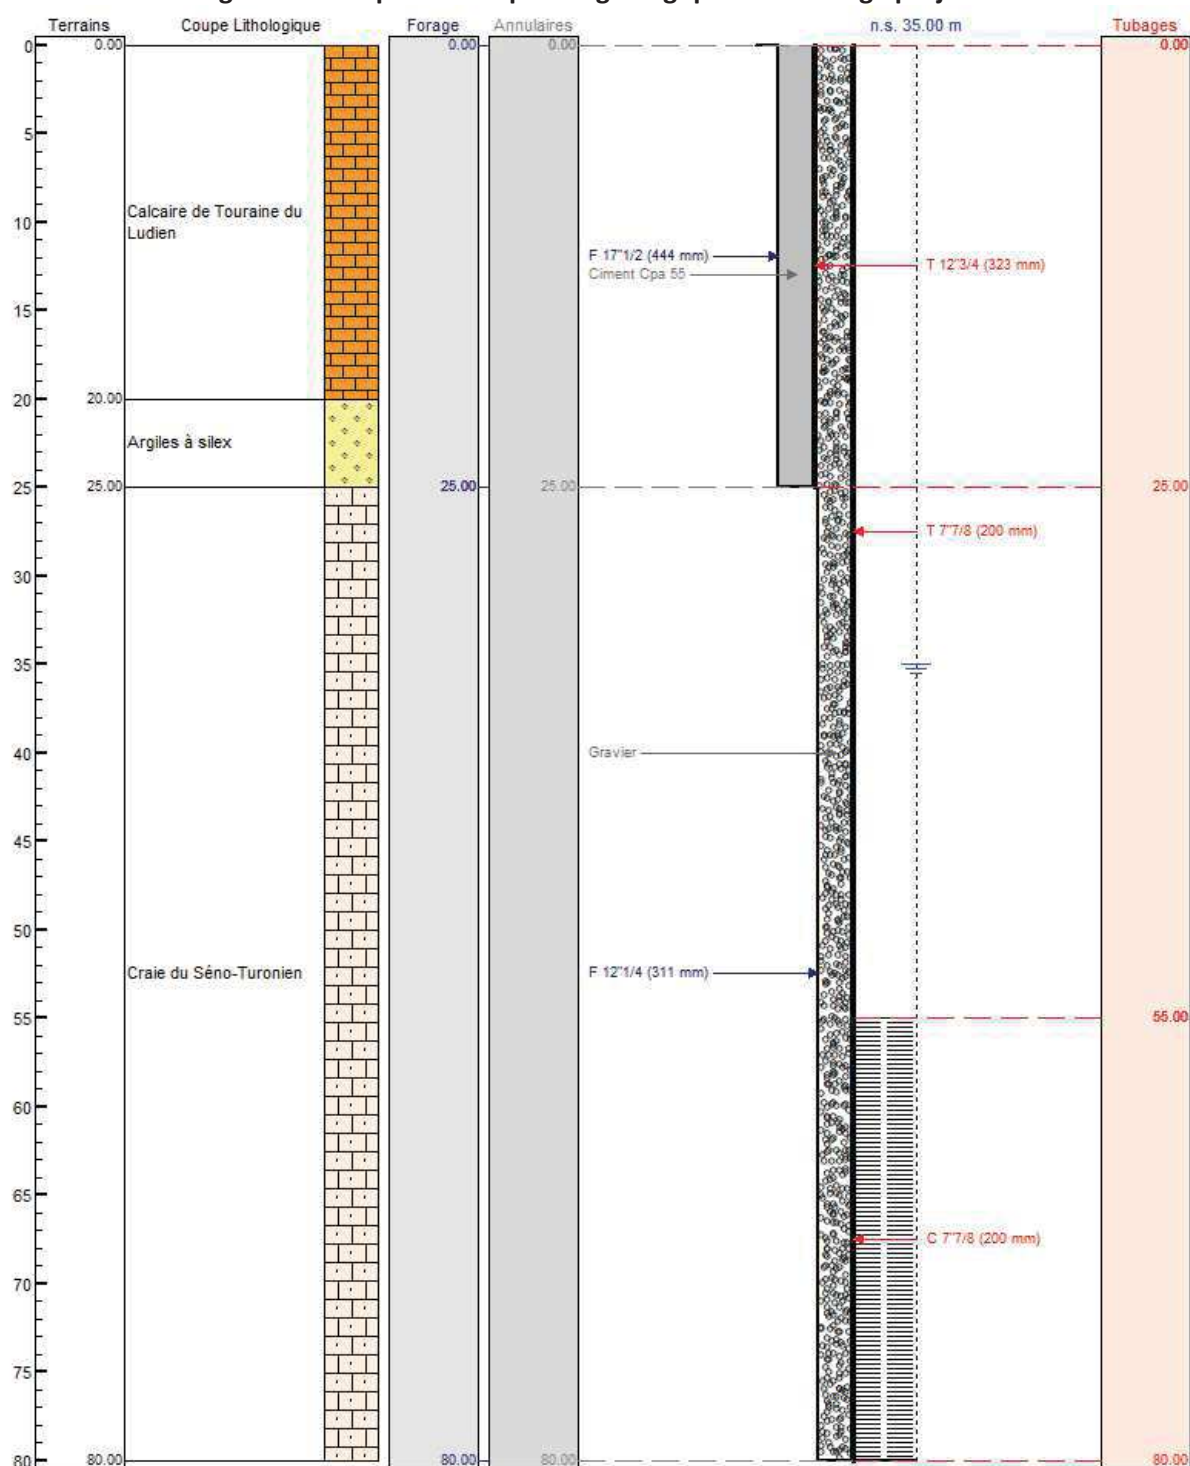 Terrains Coupe Lithologique Forage Annulaires n.s. 35.00 m Tubages
0 0.00 0.00 0.00 0.00
5
Calcaire de Touraine du
Ludien
10
F 17"1/2 (444 mm)
T 12"3/4 (323 mm)
Ciment Cpa 55
15
20 20.00
Argiles à silex
25 25.00 25.00 25.00 25.00
T 7"7/8 (200 mm)
30
35
40 Gravier
45
50
Craie du Séno-Turonien F 12"1/4 (311 mm)
55 55.00
60
65
C 7"7/8 (200 mm)
70
75
80 80.00 80.00 80.00 80.00